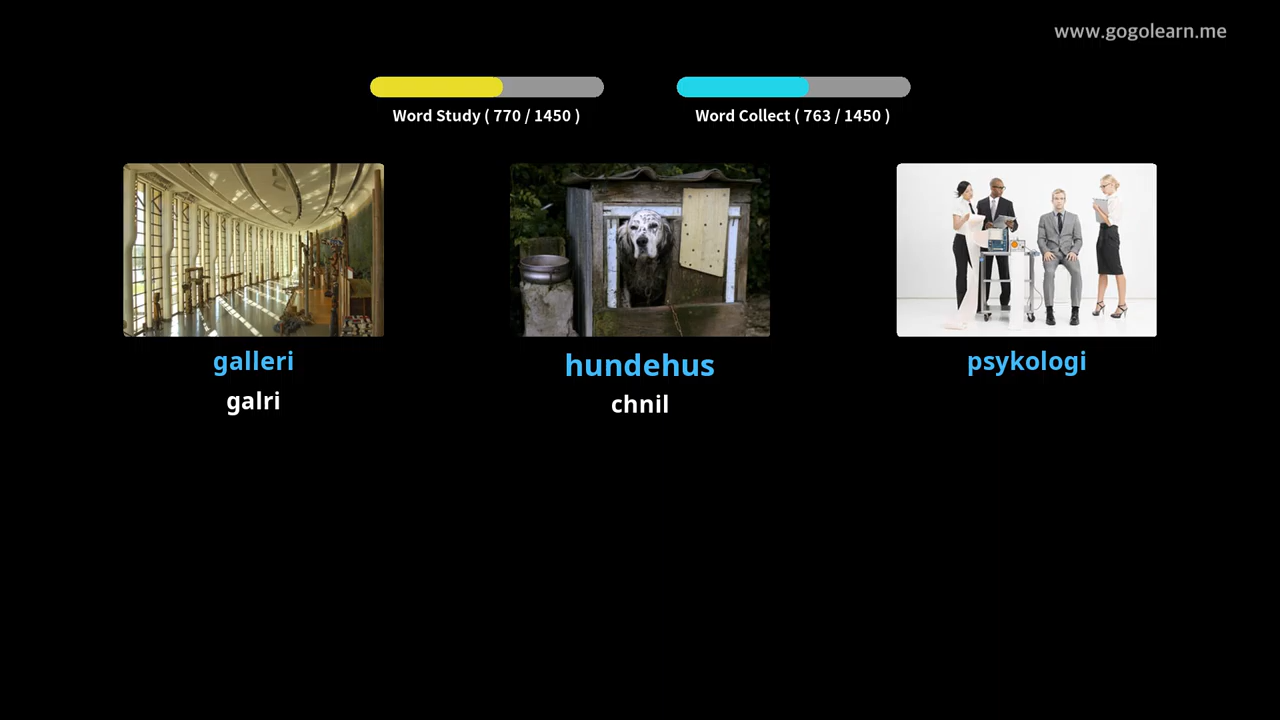 www.gogolearn.me
Word Study ( 770 / 1450 )
Word Collect ( 763 / 1450 )
galleri
hundehus
psykologi
galri
chnil